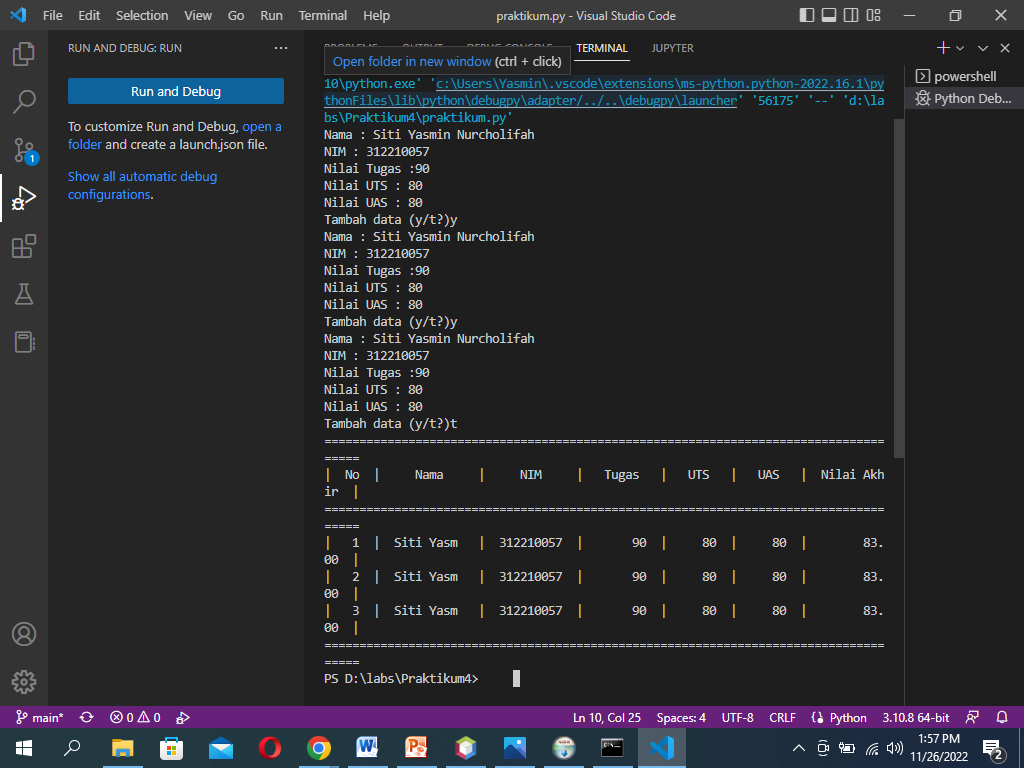 File Edit Selection View Go Run Terminal Help praktikum.py - Visual Studio Code
RUN AND DEBUG: RUN ...
Run and Debug
To customize Run and Debug, open a
folder and create a launch.json file.
Show all automatic debug
configurations.
PROBLEMS OUTPUT DEBUG CONSOLE TERMINAL JUPYTER
Open folder in new window (ctrl + click)
powershell
Python Deb...
10\python.exe' 'c:\Users\Yasmin\.vscode\extensions\ms-python.python-2022.16.1\py
thonFiles\lib\python\debugpy\adapter/../..\debugpy\launcher' '56175' '--' 'd:\la
bs\Praktikum4\praktikum.py'
Nama : Siti Yasmin Nurcholifah
NIM : 312210057
Nilai Tugas :90
Nilai UTS : 80
Nilai UAS : 80
Tambah data (y/t?)y
Nama : Siti Yasmin Nurcholifah
NIM : 312210057
Nilai Tugas :90
Nilai UTS : 80
Nilai UAS : 80
Tambah data (y/t?)y
Nama : Siti Yasmin Nurcholifah
NIM : 312210057
Nilai Tugas :90
Nilai UTS : 80
Nilai UAS : 80
Tambah data (y/t?)t
================================================================================
=====
|  No  |     Nama     |     NIM     |   Tugas   |   UTS   |   UAS   |  Nilai Akh
ir  |
================================================================================
=====
|   1  |  Siti Yasm   |  312210057  |       90  |     80  |     80  |        83.
00  |
|   2  |  Siti Yasm   |  312210057  |       90  |     80  |     80  |        83.
00  |
|   3  |  Siti Yasm   |  312210057  |       90  |     80  |     80  |        83.
00  |
================================================================================
=====
PS D:\labs\Praktikum4>
1
main* 0 0 Ln 10, Col 25 Spaces: 4 UTF-8 CRLF Python 3.10.8 64-bit
1:57 PM
11/26/2022
2